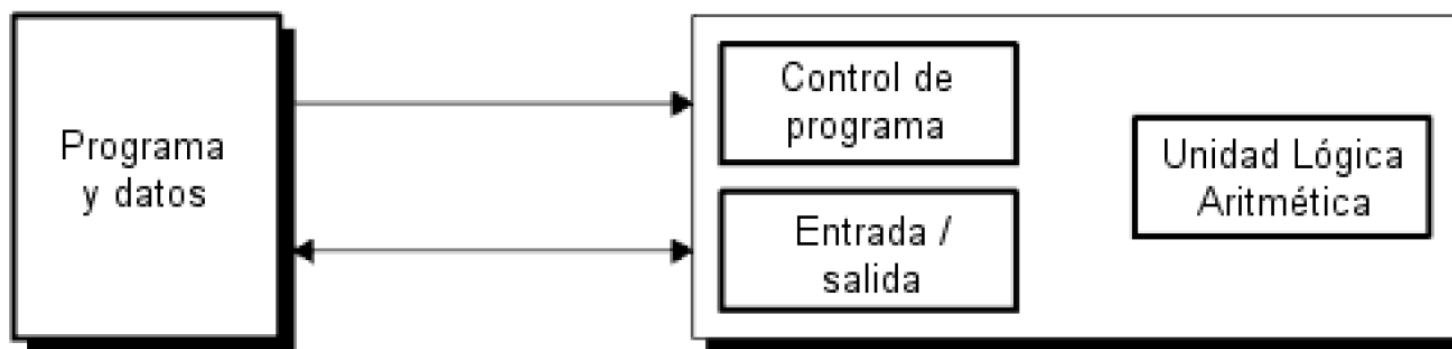 Programa
y datos
Control de
programa
Entrada /
salida
Unidad Lógica
Aritmética